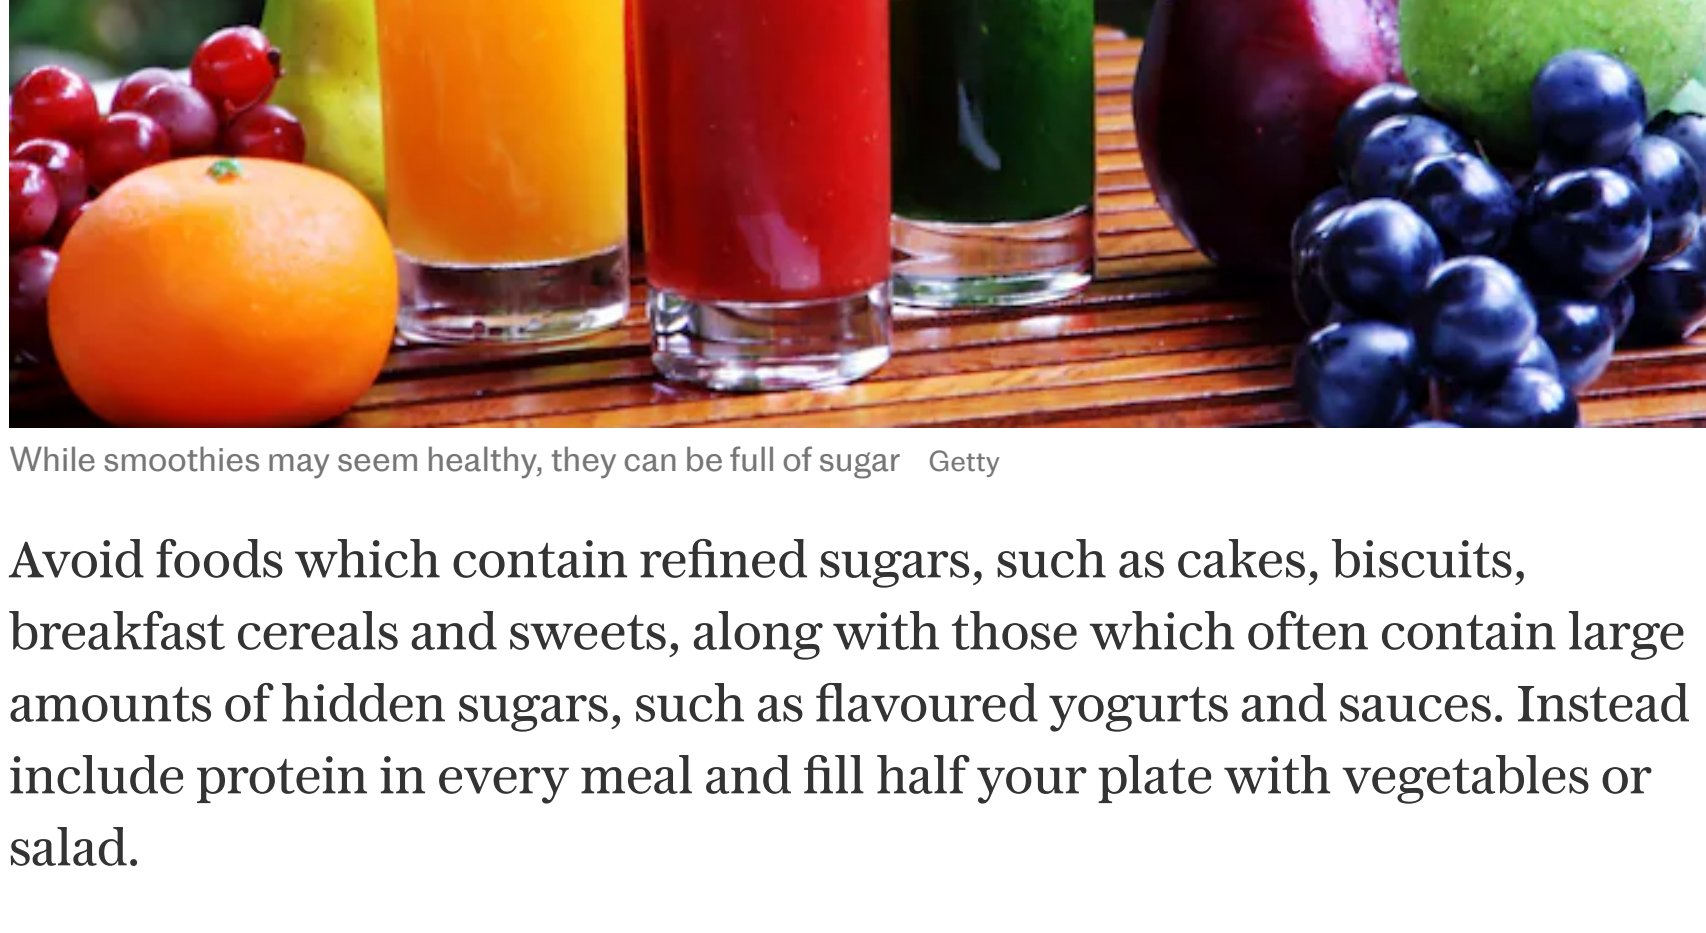 While smoothies may seem healthy, they can be full of sugar Getty
Avoid foods which contain refined sugars, such as cakes, biscuits,
breakfast cereals and sweets, along with those which often contain large
amounts of hidden sugars, such as flavoured yogurts and sauces. Instead
include protein in every meal and fill half your plate with vegetables or
salad.